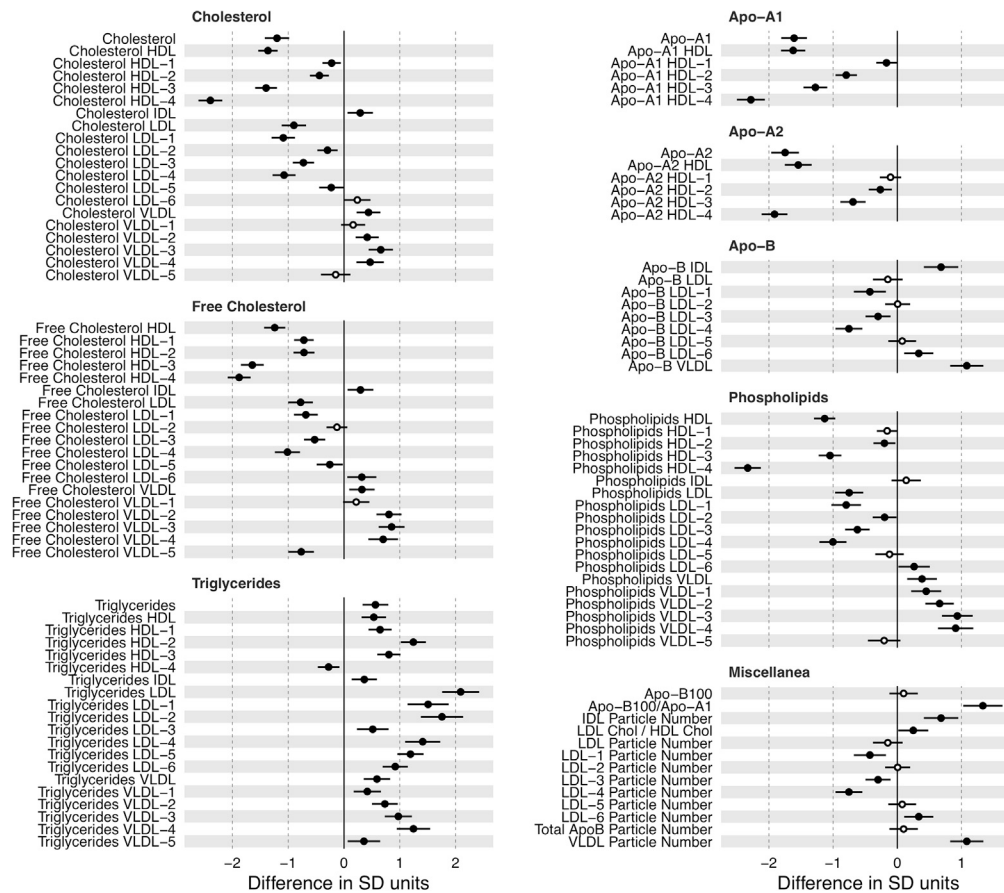 Cholesterol
Cholesterol
Cholesterol HDL
Cholesterol HDL−1
Cholesterol HDL−2
Cholesterol HDL−3
Cholesterol HDL−4
Cholesterol IDL
Cholesterol LDL
Cholesterol LDL−1
Cholesterol LDL−2
Cholesterol LDL−3
Cholesterol LDL−4
Cholesterol LDL−5
Cholesterol LDL−6
Cholesterol VLDL
Cholesterol VLDL−1
Cholesterol VLDL−2
Cholesterol VLDL−3
Cholesterol VLDL−4
Cholesterol VLDL−5
Free Cholesterol
Free Cholesterol HDL
Free Cholesterol HDL−1
Free Cholesterol HDL−2
Free Cholesterol HDL−3
Free Cholesterol HDL−4
Free Cholesterol IDL
Free Cholesterol LDL
Free Cholesterol LDL−1
Free Cholesterol LDL−2
Free Cholesterol LDL−3
Free Cholesterol LDL−4
Free Cholesterol LDL−5
Free Cholesterol LDL−6
Free Cholesterol VLDL
Free Cholesterol VLDL−1
Free Cholesterol VLDL−2
Free Cholesterol VLDL−3
Free Cholesterol VLDL−4
Free Cholesterol VLDL−5
Triglycerides
Triglycerides
Triglycerides HDL
Triglycerides HDL−1
Triglycerides HDL−2
Triglycerides HDL−3
Triglycerides HDL−4
Triglycerides IDL
Triglycerides LDL
Triglycerides LDL−1
Triglycerides LDL−2
Triglycerides LDL−3
Triglycerides LDL−4
Triglycerides LDL−5
Triglycerides LDL−6
Triglycerides VLDL
Triglycerides VLDL−1
Triglycerides VLDL−2
Triglycerides VLDL−3
Triglycerides VLDL−4
Triglycerides VLDL−5
−2 −1 0 1 2
Difference in SD units
Apo−A1
Apo−A1
Apo−A1 HDL
Apo−A1 HDL−1
Apo−A1 HDL−2
Apo−A1 HDL−3
Apo−A1 HDL−4
Apo−A2
Apo−A2
Apo−A2 HDL
Apo−A2 HDL−1
Apo−A2 HDL−2
Apo−A2 HDL−3
Apo−A2 HDL−4
Apo−B
Apo−B IDL
Apo−B LDL
Apo−B LDL−1
Apo−B LDL−2
Apo−B LDL−3
Apo−B LDL−4
Apo−B LDL−5
Apo−B LDL−6
Apo−B VLDL
Phospholipids
Phospholipids HDL
Phospholipids HDL−1
Phospholipids HDL−2
Phospholipids HDL−3
Phospholipids HDL−4
Phospholipids IDL
Phospholipids LDL
Phospholipids LDL−1
Phospholipids LDL−2
Phospholipids LDL−3
Phospholipids LDL−4
Phospholipids LDL−5
Phospholipids LDL−6
Phospholipids VLDL
Phospholipids VLDL−1
Phospholipids VLDL−2
Phospholipids VLDL−3
Phospholipids VLDL−4
Phospholipids VLDL−5
Miscellanea
Apo−B100
Apo−B100/Apo−A1
IDL Particle Number
LDL Chol / HDL Chol
LDL Particle Number
LDL−1 Particle Number
LDL−2 Particle Number
LDL−3 Particle Number
LDL−4 Particle Number
LDL−5 Particle Number
LDL−6 Particle Number
Total ApoB Particle Number
VLDL Particle Number
−2 −1 0 1
Difference in SD units